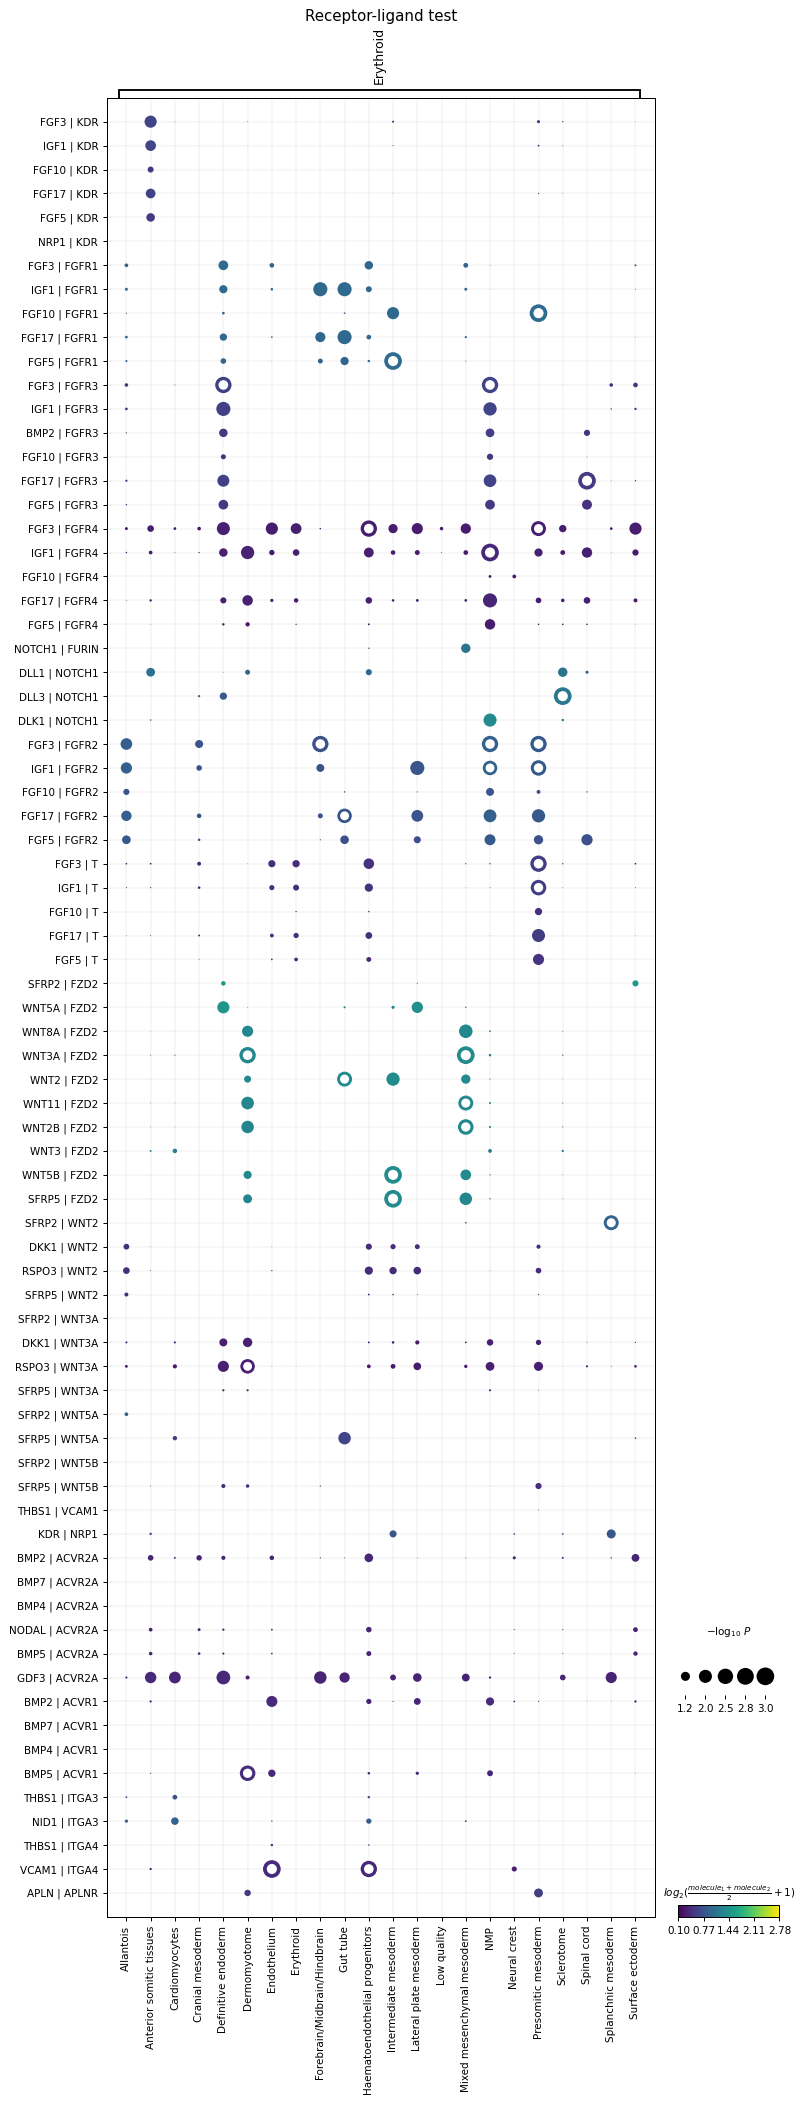 Receptor-ligand test
Erythroid
FGF3 | KDR
IGF1 | KDR
FGF10 | KDR
FGF17 | KDR
FGF5 | KDR
NRP1 | KDR
FGF3 | FGFR1
IGF1 | FGFR1
FGF10 | FGFR1
FGF17 | FGFR1
FGF5 | FGFR1
FGF3 | FGFR3
IGF1 | FGFR3
BMP2 | FGFR3
FGF10 | FGFR3
FGF17 | FGFR3
FGF5 | FGFR3
FGF3 | FGFR4
IGF1 | FGFR4
FGF10 | FGFR4
FGF17 | FGFR4
FGF5 | FGFR4
NOTCH1 | FURIN
DLL1 | NOTCH1
DLL3 | NOTCH1
DLK1 | NOTCH1
FGF3 | FGFR2
IGF1 | FGFR2
FGF10 | FGFR2
FGF17 | FGFR2
FGF5 | FGFR2
FGF3 | T
IGF1 | T
FGF10 | T
FGF17 | T
FGF5 | T
SFRP2 | FZD2
WNT5A | FZD2
WNT8A | FZD2
WNT3A | FZD2
WNT2 | FZD2
WNT11 | FZD2
WNT2B | FZD2
WNT3 | FZD2
WNT5B | FZD2
SFRP5 | FZD2
SFRP2 | WNT2
DKK1 | WNT2
RSPO3 | WNT2
SFRP5 | WNT2
SFRP2 | WNT3A
DKK1 | WNT3A
RSPO3 | WNT3A
SFRP5 | WNT3A
SFRP2 | WNT5A
SFRP5 | WNT5A
SFRP2 | WNT5B
SFRP5 | WNT5B
THBS1 | VCAM1
KDR | NRP1
BMP2 | ACVR2A
BMP7 | ACVR2A
BMP4 | ACVR2A
NODAL | ACVR2A
BMP5 | ACVR2A
GDF3 | ACVR2A
BMP2 | ACVR1
BMP7 | ACVR1
BMP4 | ACVR1
BMP5 | ACVR1
THBS1 | ITGA3
NID1 | ITGA3
THBS1 | ITGA4
VCAM1 | ITGA4
APLN | APLNR
Allantois
Anterior somitic tissues
Cardiomyocytes
Cranial mesoderm
Definitive endoderm
Dermomyotome
Endothelium
Erythroid
Forebrain/Midbrain/Hindbrain
Gut tube
Haematoendothelial progenitors
Intermediate mesoderm
Lateral plate mesoderm
Low quality
Mixed mesenchymal mesoderm
NMP
Neural crest
Presomitic mesoderm
Sclerotome
Spinal cord
Splanchnic mesoderm
Surface ectoderm
−log10 P
1.2 2.0 2.5 2.8 3.0
log2(molecule1 + molecule2 / 2 + 1)
0.10 0.77 1.44 2.11 2.78